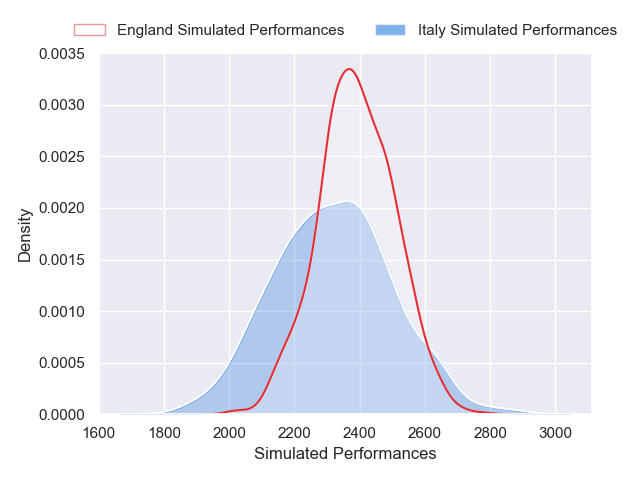 England Simulated Performances
Italy Simulated Performances
0.0035
0.0030
0.0025
0.0020
0.0015
0.0010
0.0005
0.0000
Density
1600 1800 2000 2200 2400 2600 2800 3000
Simulated Performances